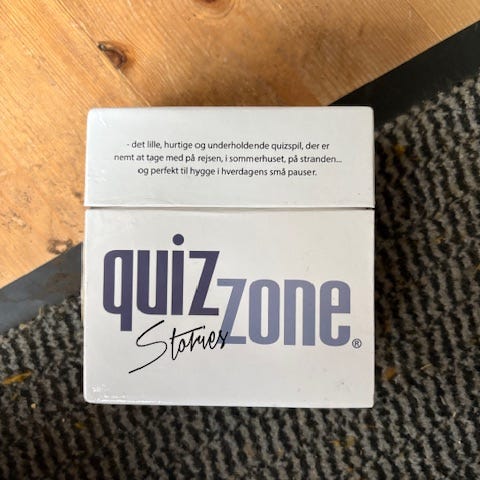 - det lille, hurtige og underholdende quizspil, der er
nemt at tage med på rejsen, i sommerhuset, på stranden...
og perfekt til hygge i hverdagens små pauser.
quizzone®
Stories